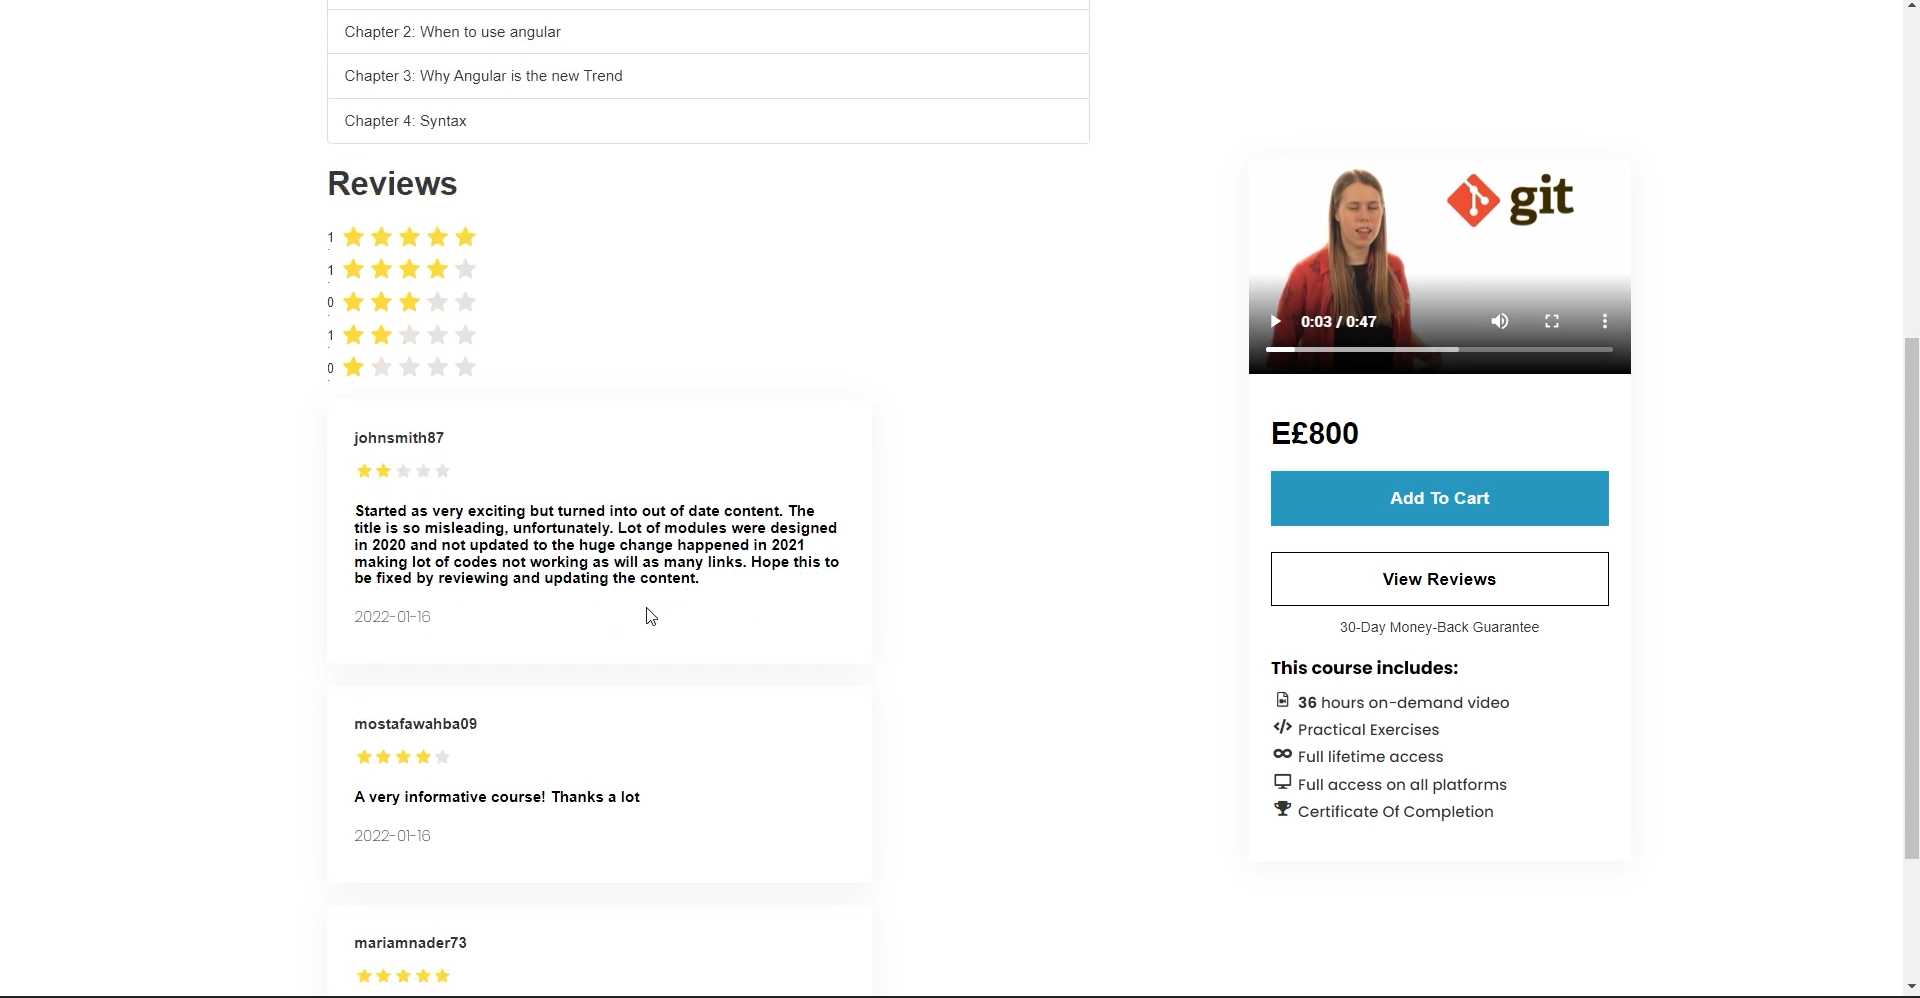 Chapter 2: When to use angular
Chapter 3: Why Angular is the new Trend
Chapter 4: Syntax
Reviews
1
1
0
1
0
johnsmith87
Started as very exciting but turned into out of date content. The
title is so misleading, unfortunately. Lot of modules were designed
in 2020 and not updated to the huge change happened in 2021
making lot of codes not working as will as many links. Hope this to
be fixed by reviewing and updating the content.
2022-01-16
mostafawahba09
A very informative course! Thanks a lot
2022-01-16
mariamnader73
git
0:03 / 0:47
E£800
Add To Cart
View Reviews
30-Day Money-Back Guarantee
This course includes:
36 hours on-demand video
Practical Exercises
Full lifetime access
Full access on all platforms
Certificate Of Completion